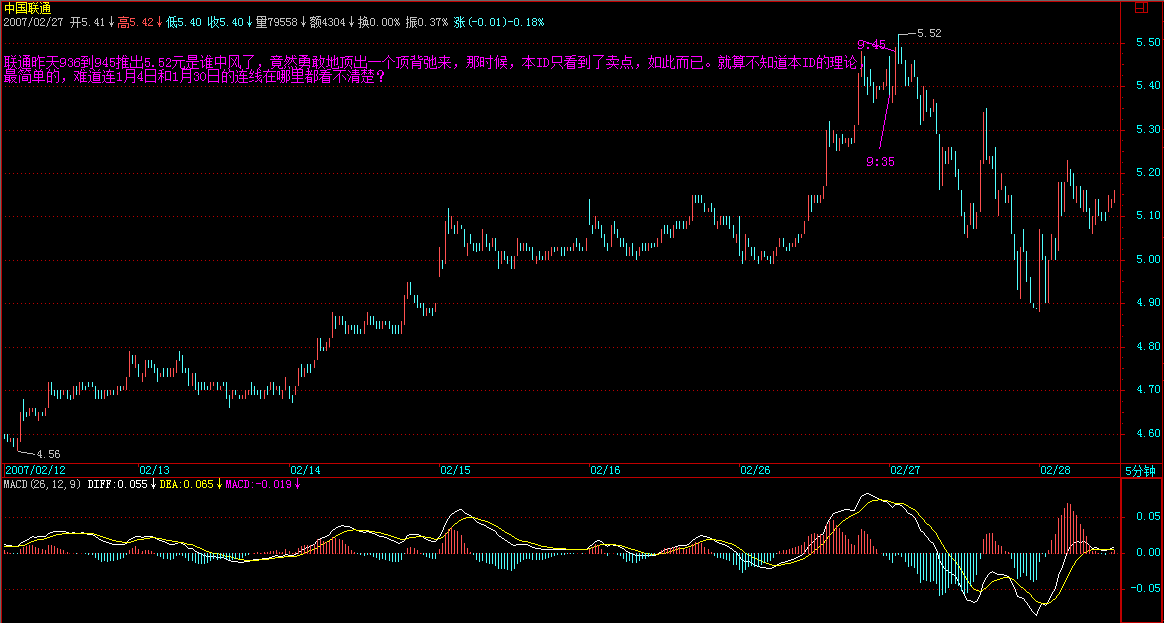 中国联通
2007/02/27 开5.41↓高5.42↓低5.40 收5.40↓量79558↓额4304↓换0.00% 振0.37% 涨(-0.01)-0.18%
5.52
5.50
9:45
联通昨天936到945推出5.52元是谁中风了，竟然勇敢地顶出一个顶背弛来，那时候，本ID只看到了卖点，如此而已。就算不知道本ID的理论，
最简单的，难道连1月4日和1月30日的连线在哪里都看不清楚？
5.40
5.30
9:35
5.20
5.10
5.00
4.90
4.80
4.70
4.60
4.56
2007/02/12 02/13 02/14 02/15 02/16 02/26 02/27 02/28 5分钟
MACD(26,12,9) DIFF:0.055↓DEA:0.065↓MACD:-0.019↓
0.05
0.00
-0.05